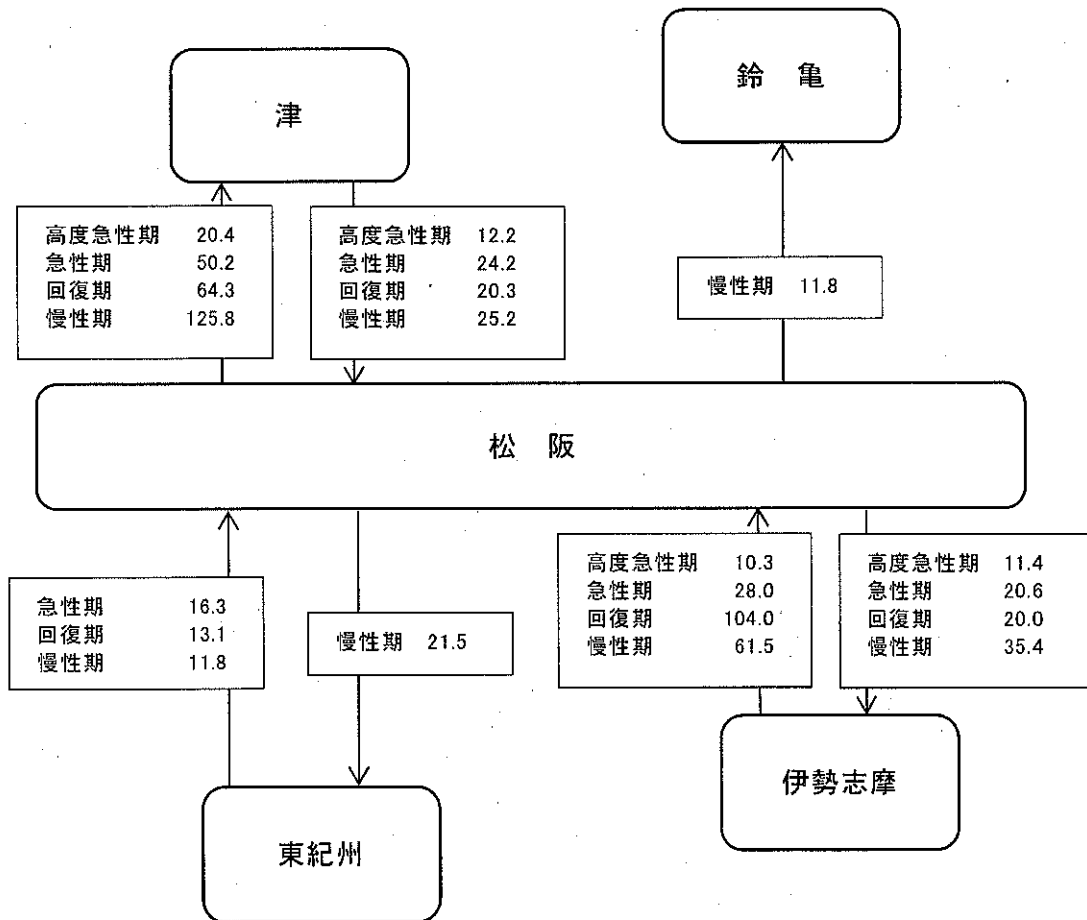 津
鈴 亀
高度急性期 20.4
急性期 50.2
回復期 64.3
慢性期 125.8
高度急性期 12.2
急性期 24.2
回復期 20.3
慢性期 25.2
慢性期 11.8
松 阪
急性期 16.3
回復期 13.1
慢性期 11.8
慢性期 21.5
高度急性期 10.3
急性期 28.0
回復期 104.0
慢性期 61.5
高度急性期 11.4
急性期 20.6
回復期 20.0
慢性期 35.4
東紀州
伊勢志摩